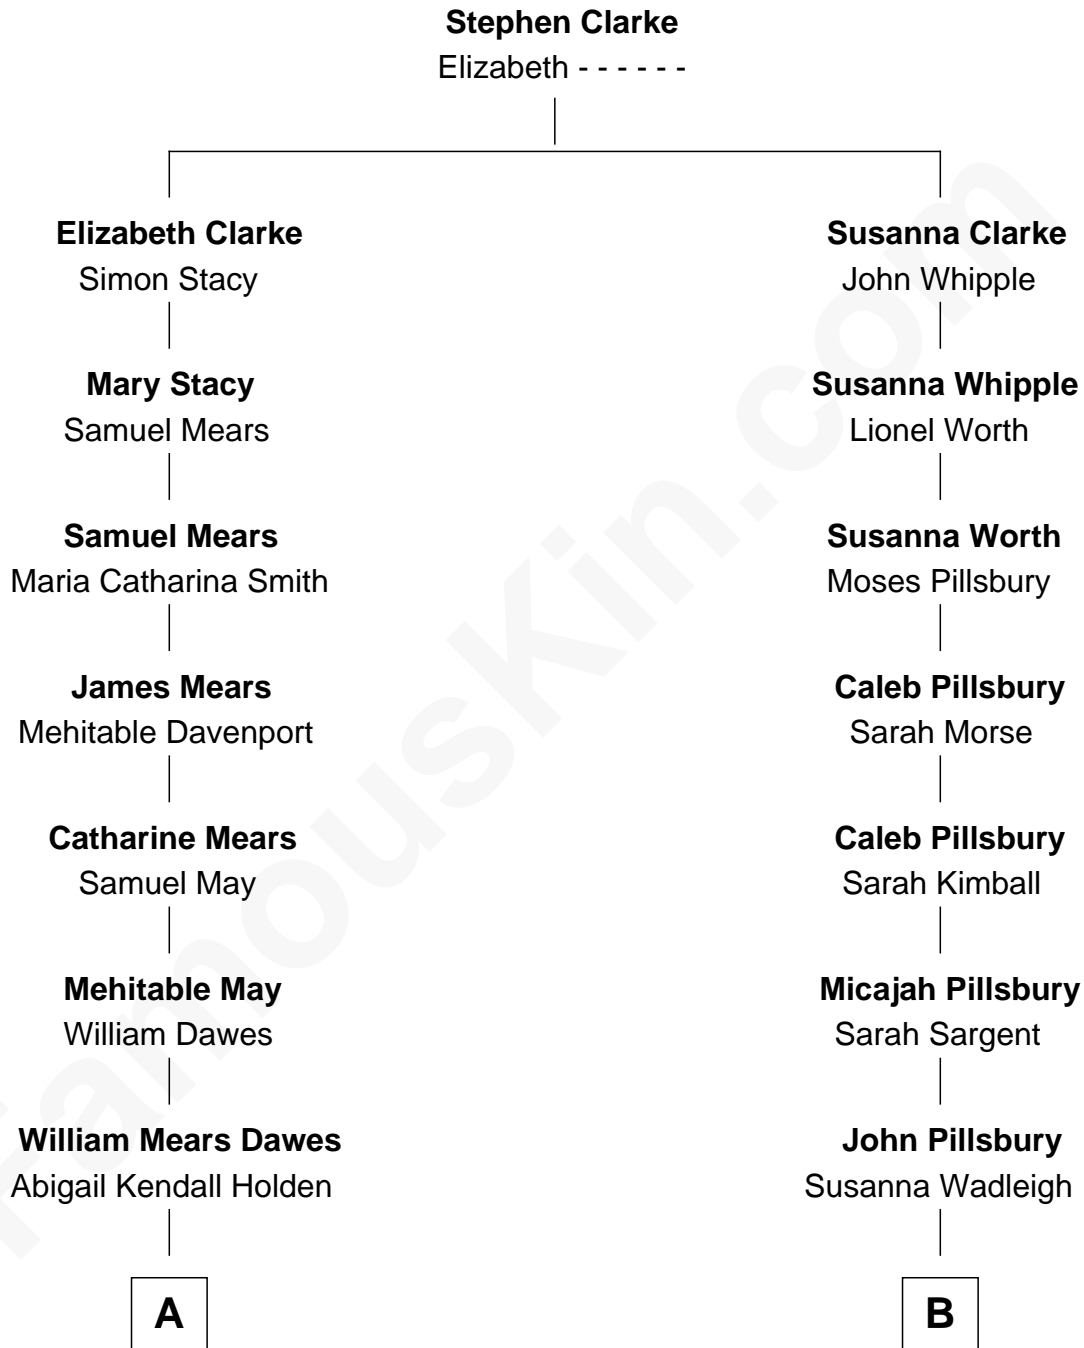 Stephen Clarke
Elizabeth - - - - - -
Elizabeth Clarke
Simon Stacy
Susanna Clarke
John Whipple
Mary Stacy
Samuel Mears
Susanna Whipple
Lionel Worth
Samuel Mears
Maria Catharina Smith
Susanna Worth
Moses Pillsbury
James Mears
Mehitable Davenport
Caleb Pillsbury
Sarah Morse
Catharine Mears
Samuel May
Caleb Pillsbury
Sarah Kimball
Mehitable May
William Dawes
Micajah Pillsbury
Sarah Sargent
William Mears Dawes
Abigail Kendall Holden
John Pillsbury
Susanna Wadleigh
A
B
FamousKin.com